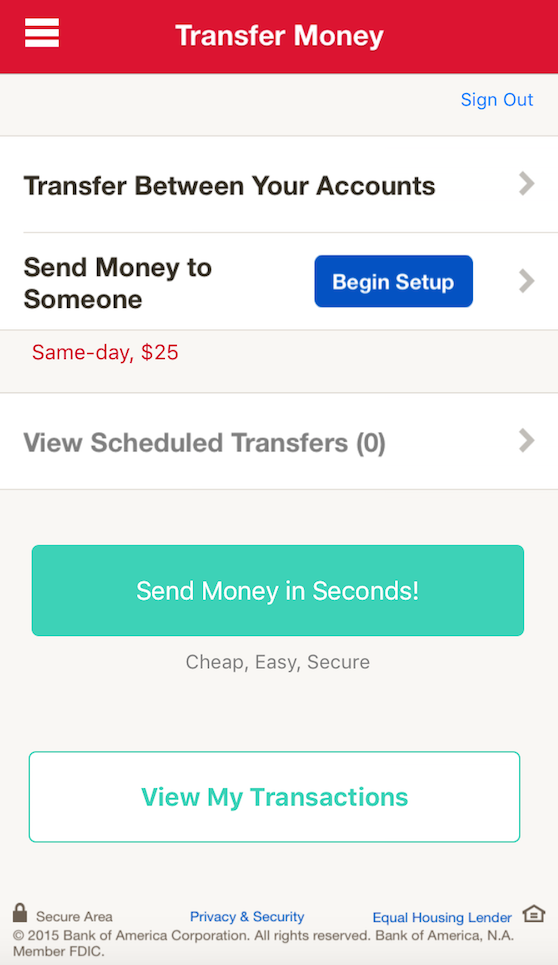 Transfer Money
Sign Out
Transfer Between Your Accounts
Send Money to
Someone
Begin Setup
Same-day, $25
View Scheduled Transfers (0)
Send Money in Seconds!
Cheap, Easy, Secure
View My Transactions
Secure Area
Privacy & Security
Equal Housing Lender
© 2015 Bank of America Corporation. All rights reserved. Bank of America, N.A.
Member FDIC.